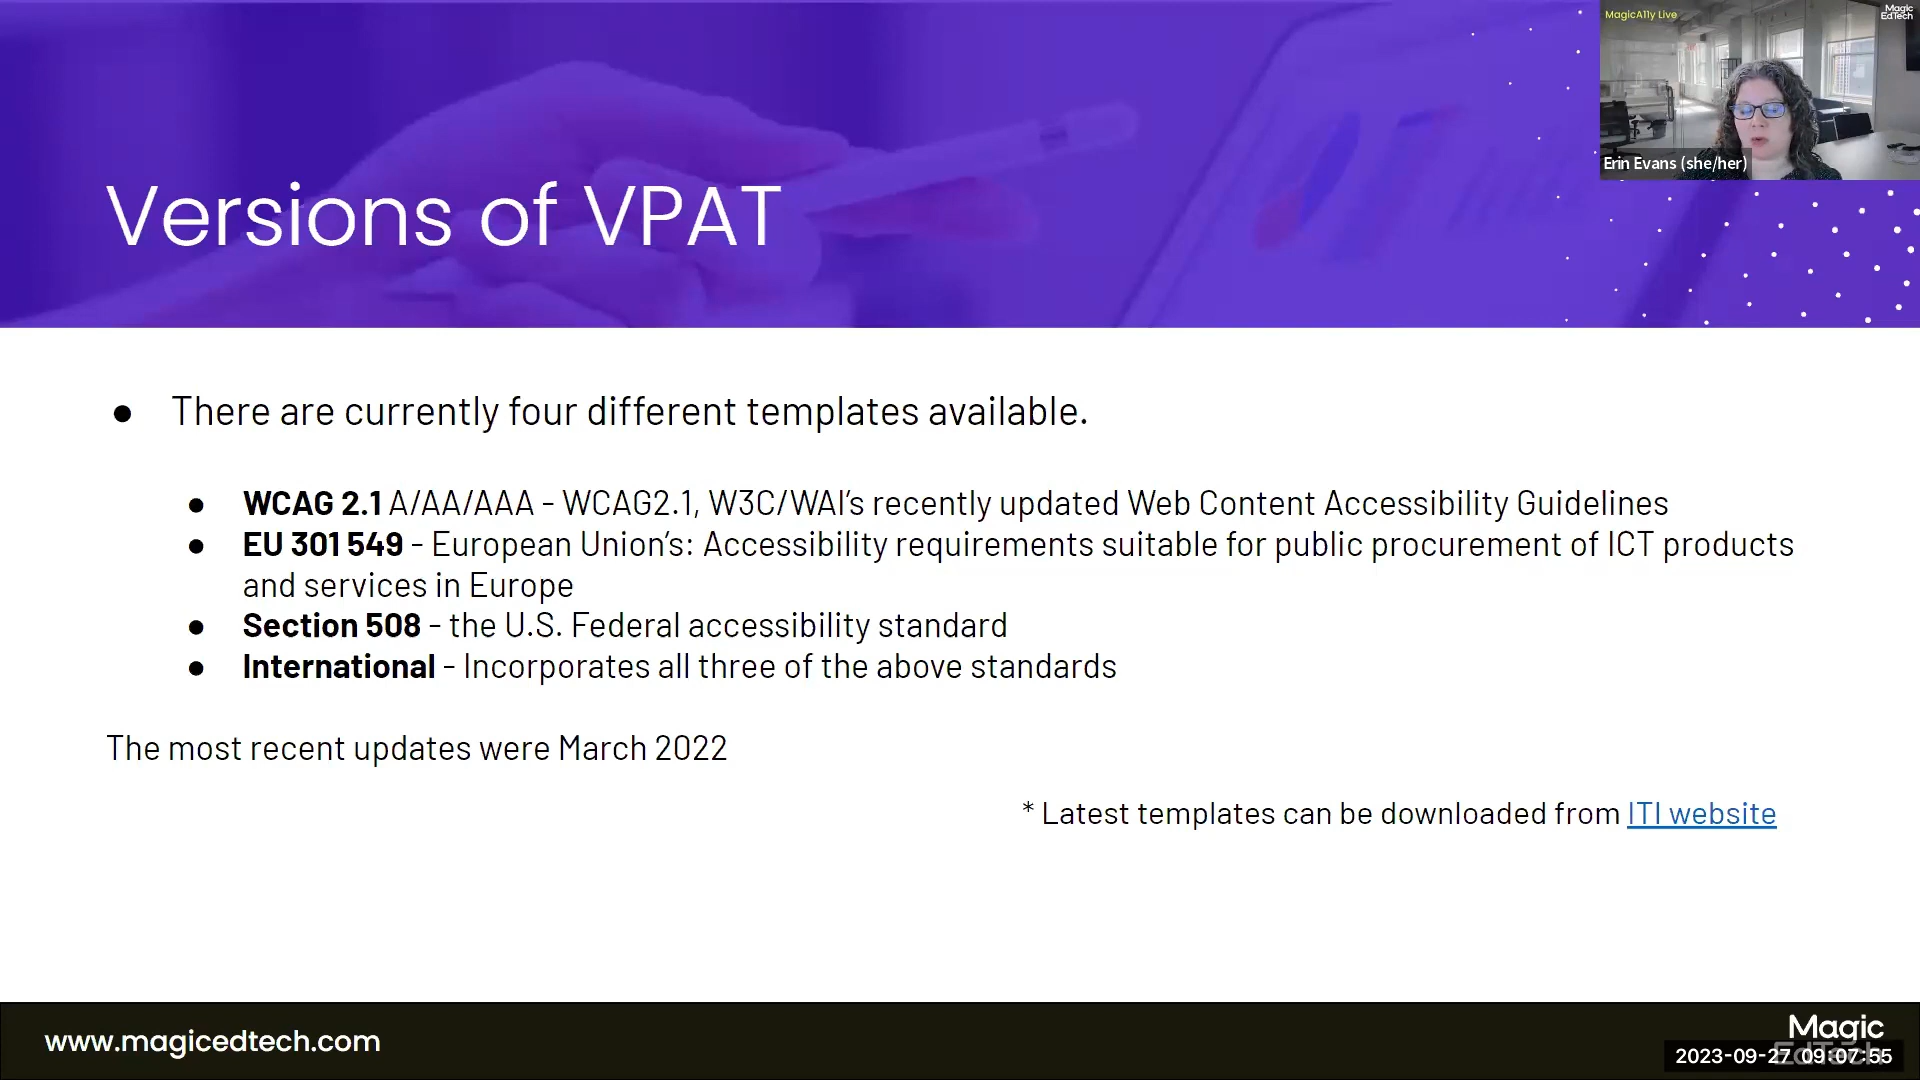 MagicA11y Live
Magic
EdTech
Erin Evans (she/her)
Versions of VPAT
● There are currently four different templates available.
● WCAG 2.1 A/AA/AAA - WCAG2.1, W3C/WAI’s recently updated Web Content Accessibility Guidelines
● EU 301 549 - European Union’s: Accessibility requirements suitable for public procurement of ICT products
and services in Europe
● Section 508 - the U.S. Federal accessibility standard
● International - Incorporates all three of the above standards
The most recent updates were March 2022
* Latest templates can be downloaded from ITI website
www.magicedtech.com
Magic
EdTech
2023-09-27 09:07:55